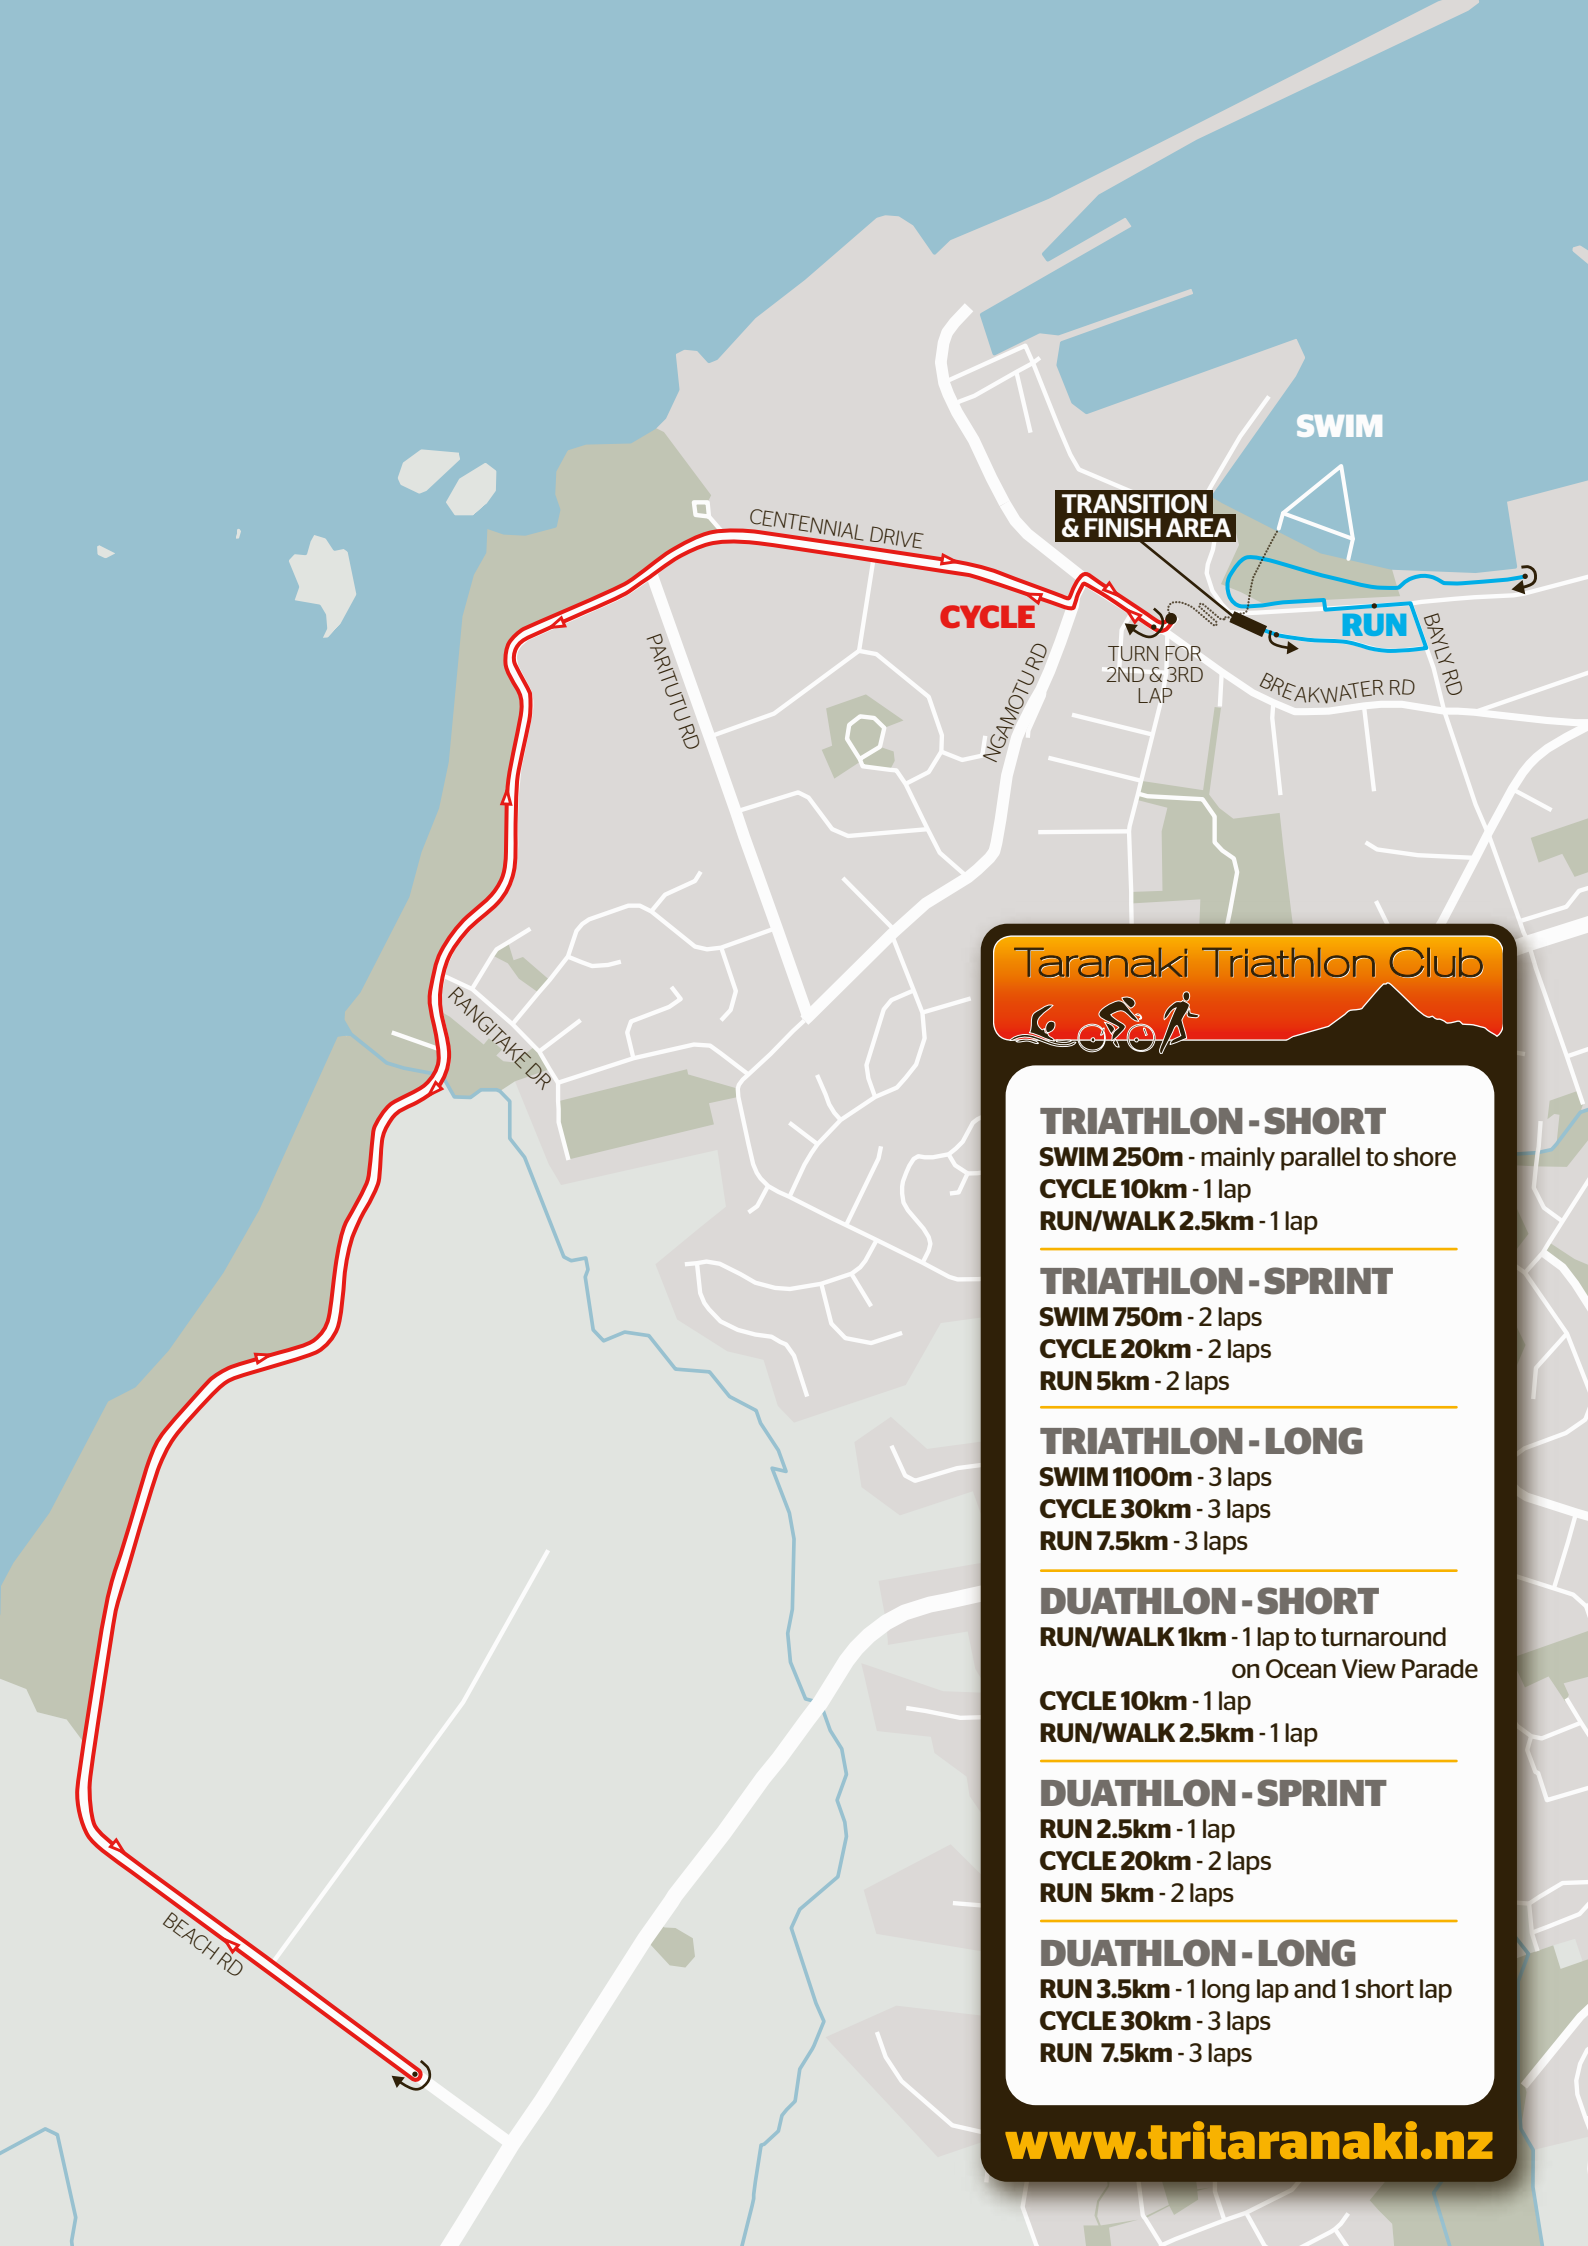 SWIM
TRANSITION
& FINISH AREA
CENTENNIAL DRIVE
CYCLE
RUN
BAYLY RD
PARITUTU RD
NGAMOTU RD
TURN FOR
2ND & 3RD
LAP
BREAKWATER RD
RANGITAKE DR
BEACH RD
Taranaki Triathlon Club
TRIATHLON - SHORT
SWIM 250m - mainly parallel to shore
CYCLE 10km - 1 lap
RUN/WALK 2.5km - 1 lap
TRIATHLON - SPRINT
SWIM 750m - 2 laps
CYCLE 20km - 2 laps
RUN 5km - 2 laps
TRIATHLON - LONG
SWIM 1100m - 3 laps
CYCLE 30km - 3 laps
RUN 7.5km - 3 laps
DUATHLON - SHORT
RUN/WALK 1km - 1 lap to turnaround
on Ocean View Parade
CYCLE 10km - 1 lap
RUN/WALK 2.5km - 1 lap
DUATHLON - SPRINT
RUN 2.5km - 1 lap
CYCLE 20km - 2 laps
RUN 5km - 2 laps
DUATHLON - LONG
RUN 3.5km - 1 long lap and 1 short lap
CYCLE 30km - 3 laps
RUN 7.5km - 3 laps
www.tritaranaki.nz